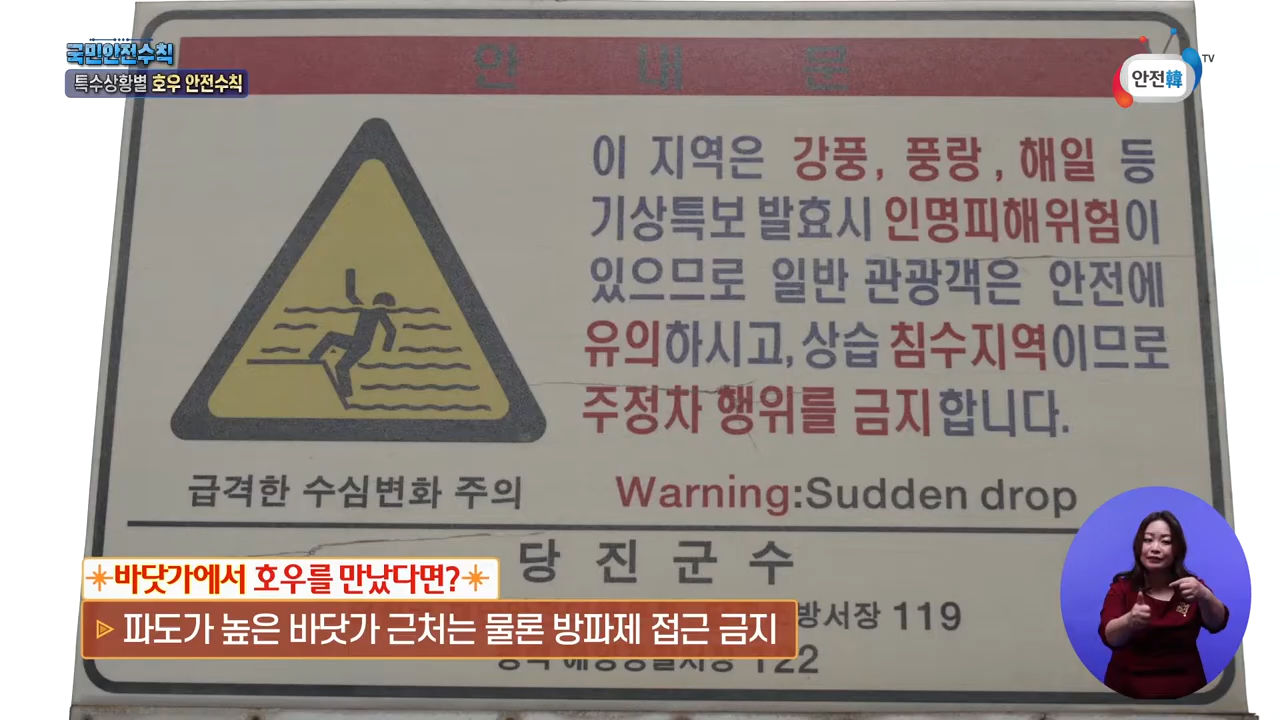 국민안전수칙
특수상황별 호우 안전수칙
안전韓 TV
안 내 문
이 지역은 강풍, 풍랑, 해일 등
기상특보 발효시 인명피해위험이
있으므로 일반 관광객은 안전에
유의하시고, 상습 침수지역이므로
주정차 행위를 금지합니다.
급격한 수심변화 주의 Warning:Sudden drop
당 진 군 수
바닷가에서 호우를 만났다면?
방서장 119
파도가 높은 바닷가 근처는 물론 방파제 접근 금지
122